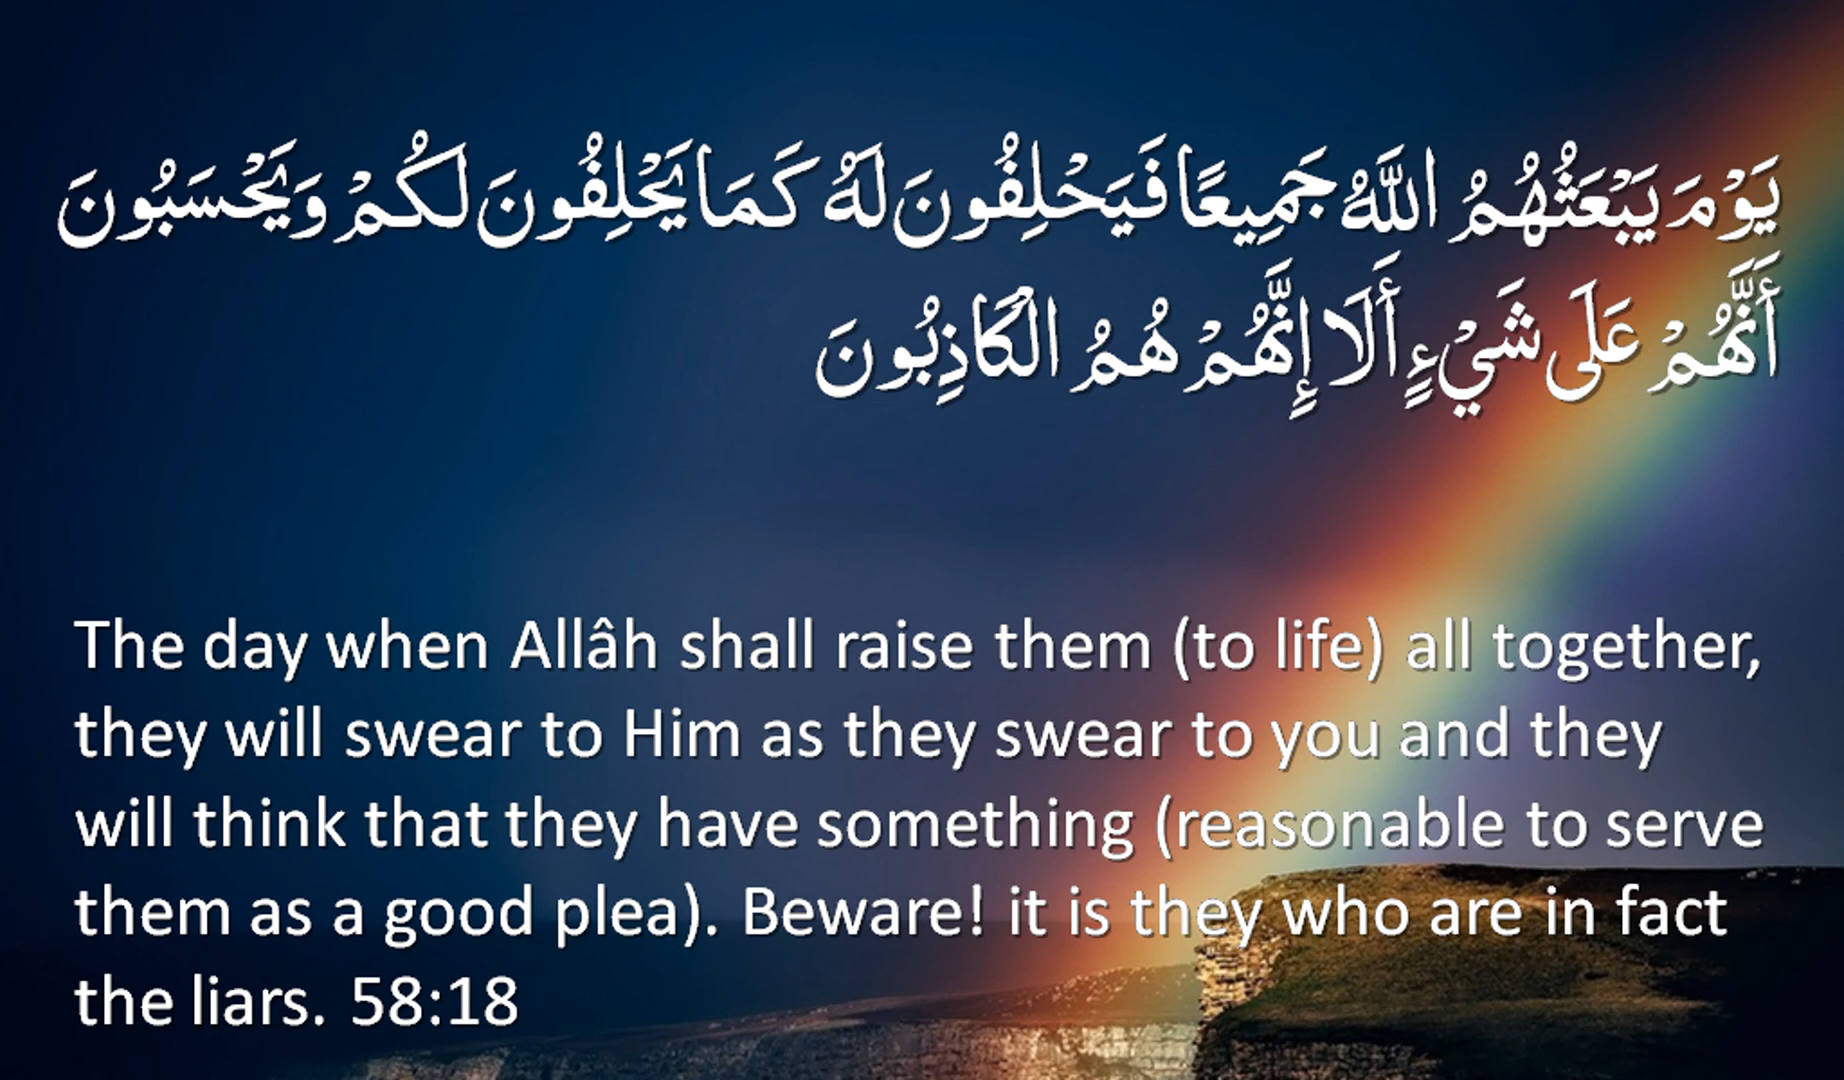 يَوْمَ يَبْعَثُهُمُ اللَّهُ جَمِيعًا فَيَحْلِفُونَ لَهُ كَمَا يَحْلِفُونَ لَكُمْ وَيَحْسَبُونَ
أَنَّهُمْ عَلَى شَيْءٍ أَلَا إِنَّهُمْ هُمُ الْكَاذِبُونَ
The day when Allâh shall raise them (to life) all together,
they will swear to Him as they swear to you and they
will think that they have something (reasonable to serve
them as a good plea). Beware! it is they who are in fact
the liars. 58:18